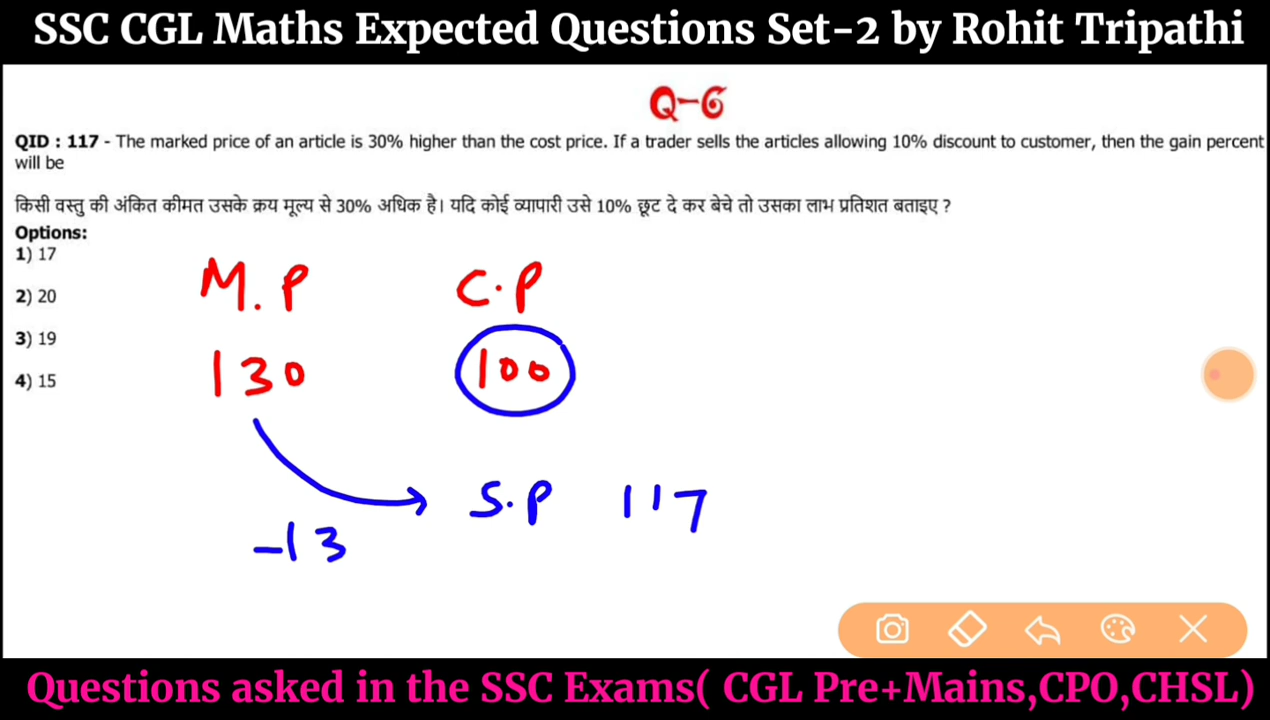 SSC CGL Maths Expected Questions Set-2 by Rohit Tripathi
Q-6
QID : 117 - The marked price of an article is 30% higher than the cost price. If a trader sells the articles allowing 10% discount to customer, then the gain percent
will be
किसी वस्तु की अंकित कीमत उसके क्रय मूल्य से 30% अधिक है। यदि कोई व्यापारी उसे 10% छूट दे कर बेचे तो उसका लाभ प्रतिशत बताइए ?
Options:
1) 17
2) 20
3) 19
4) 15
M.P C.P
130 100
S.P 117
-13
Questions asked in the SSC Exams( CGL Pre+Mains,CPO,CHSL)